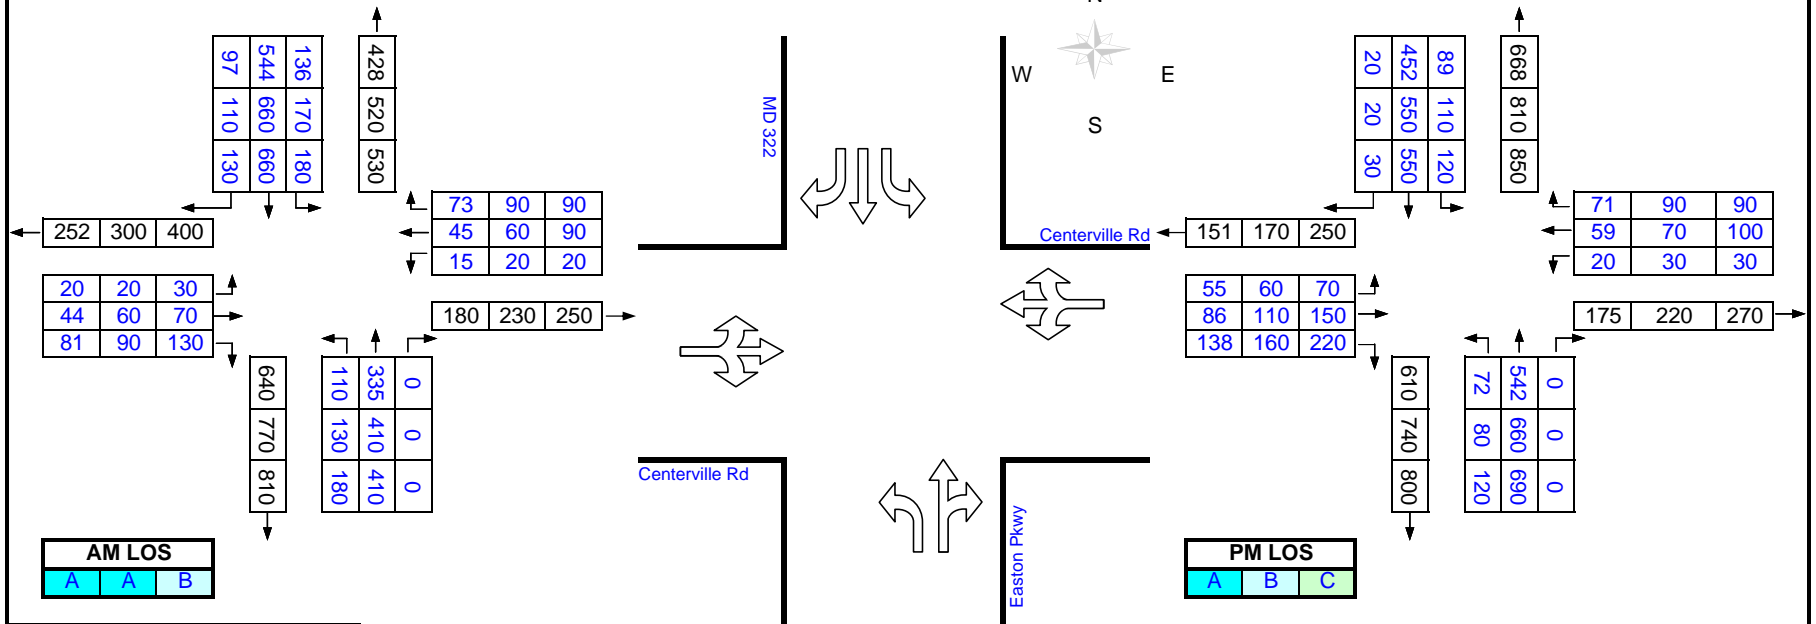 N
W E
S
97 544 136
110 660 170
130 660 180
428 520 530
73 90 90
45 60 90
15 20 20
252 300 400
20 20 30
44 60 70
81 90 130
180 230 250
640 770 810
110 335 0
130 410 0
180 410 0
AM LOS
A A B
MD 322
Centerville Rd
Centerville Rd
Easton Pkwy
20 452 89
20 550 110
30 550 120
668 810 850
71 90 90
59 70 100
20 30 30
151 170 250
55 60 70
86 110 150
138 160 220
175 220 270
610 740 800
72 542 0
80 660 0
120 690 0
PM LOS
A B C